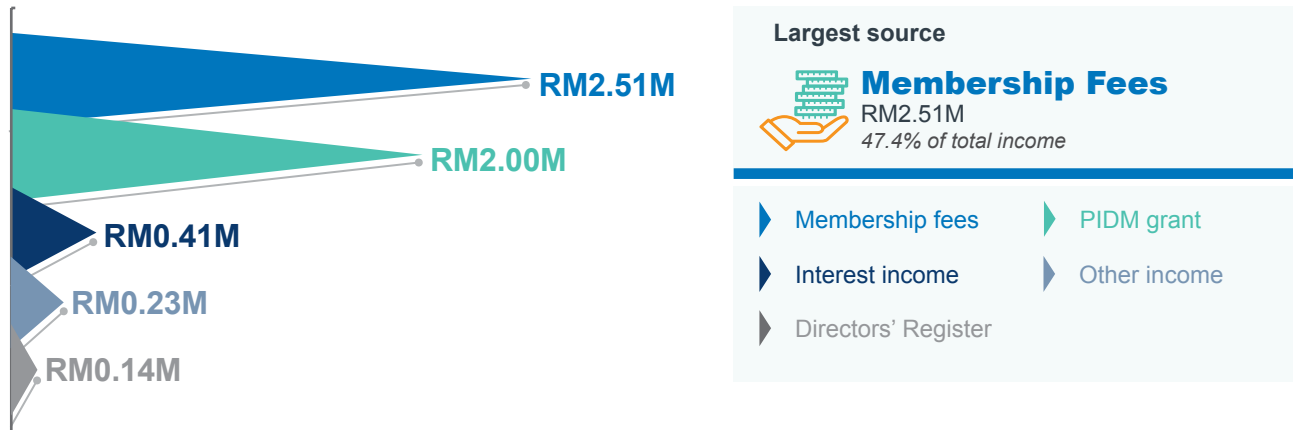 RM2.51M
RM2.00M
RM0.41M
RM0.23M
RM0.14M
Largest source
Membership Fees
RM2.51M
47.4% of total income
Membership fees
PIDM grant
Interest income
Other income
Directors’ Register